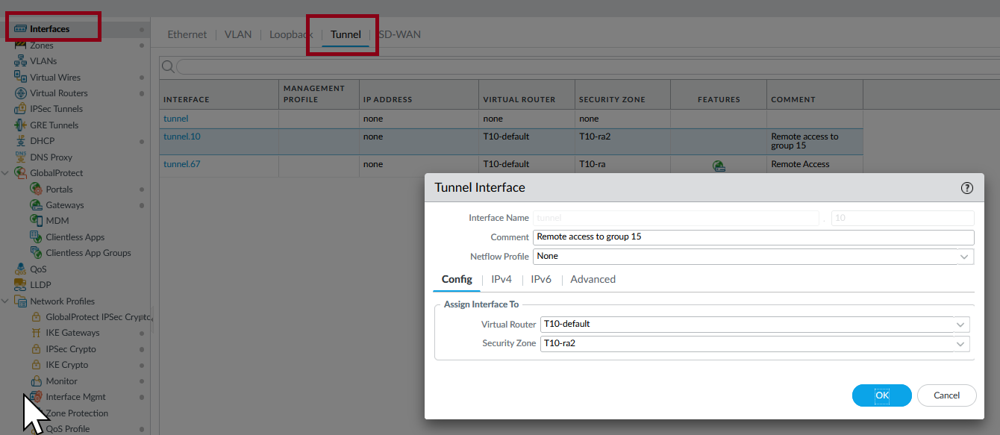 Interfaces
Zones
VLANs
Virtual Wires
Virtual Routers
IPSec Tunnels
GRE Tunnels
DHCP
DNS Proxy
GlobalProtect
Portals
Gateways
MDM
Clientless Apps
Clientless App Groups
QoS
LLDP
Network Profiles
GlobalProtect IPSec Crypto
IKE Gateways
IPSec Crypto
IKE Crypto
Monitor
Interface Mgmt
Zone Protection
QoS Profile
Ethernet VLAN Loopback Tunnel SD-WAN
INTERFACE MANAGEMENT PROFILE IP ADDRESS VIRTUAL ROUTER SECURITY ZONE FEATURES COMMENT
tunnel none none none
tunnel.10 none T10-default T10-ra2 Remote access to
group 15
tunnel.67 none T10-default T10-ra Remote Access
Tunnel Interface ?
Interface Name tunnel . 10
Comment Remote access to group 15
Netflow Profile None
Config IPv4 IPv6 Advanced
Assign Interface To
Virtual Router T10-default
Security Zone T10-ra2
OK Cancel